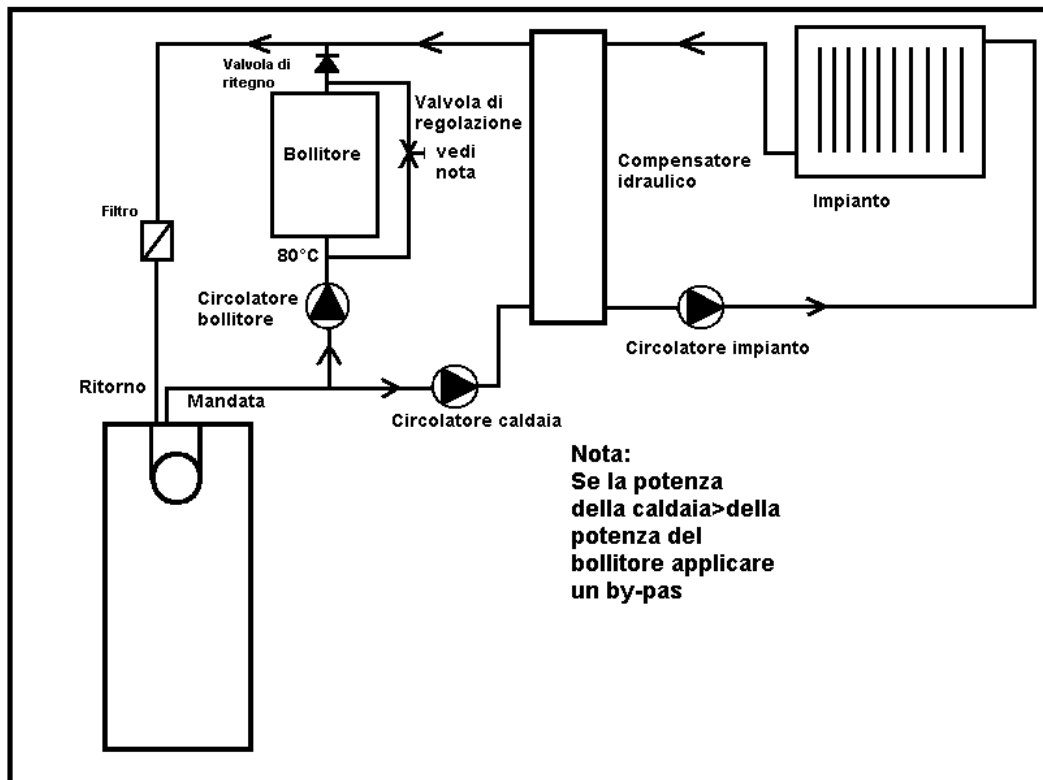 Valvola di
ritegno
Valvola di
regolazione
vedi
nota
Bollitore
Compensatore
idraulico
Impianto
Filtro
80°C
Circolatore
bollitore
Circolatore impianto
Ritorno
Mandata
Circolatore caldaia
Nota:
Se la potenza
della caldaia>della
potenza del
bollitore applicare
un by-pas